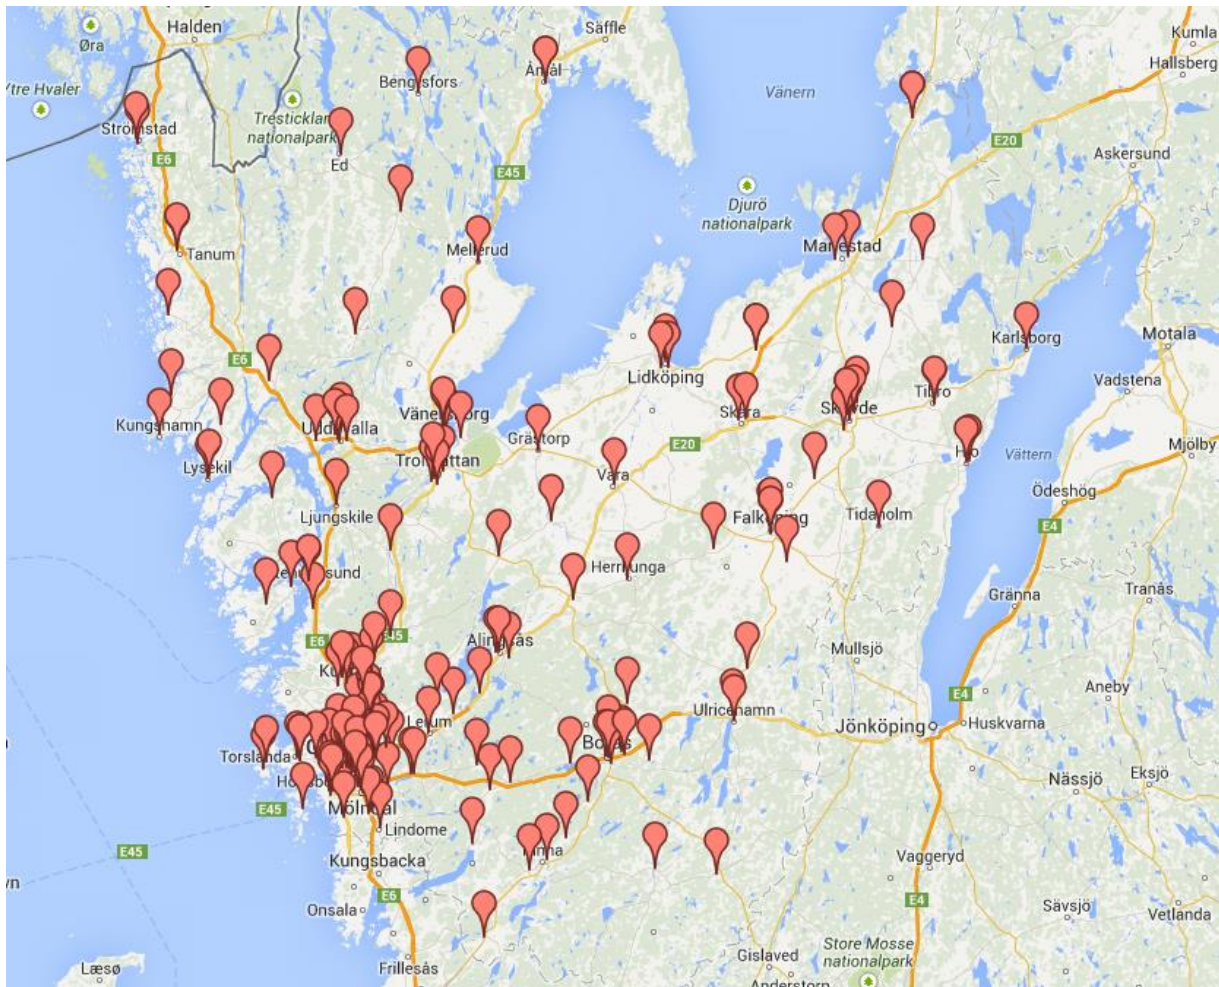 Halden
Säffle
Øra
Kumla
Hallsberg
Åmål
Bengtsfors
Ytre Hvaler
Vänern
Strömstad
Tresticklan
nationalpark
E6
E20
Ed
Askersund
E45
Djurö
nationalpark
Mariestad
Tanum
Mellerud
Karlsborg
Motala
E6
Lidköping
Vadstena
Tibro
Skara
Skövde
Vänersborg
Kungshamn
Uddevalla
Grästorp
E20
Hjo
Vättern
Mjölby
Lysekil
Trollhättan
Vara
Ödeshög
Ljungskile
Falköping
Tidaholm
E4
Herrljunga
Stenungsund
Tranås
Gränna
E6
E45
Alingsås
Mullsjö
Aneby
E4
Ulricehamn
Lerum
Jönköping
Huskvarna
Borås
Torslanda
Nässjö
Eksjö
E45
Mölndal
Lindome
E45
Kungsbacka
Vaggeryd
E6
E4
Onsala
Sävsjö
Vetlanda
Store Mosse
nationalpark
Gislaved
Læsø
Frillesås
Anderstorp